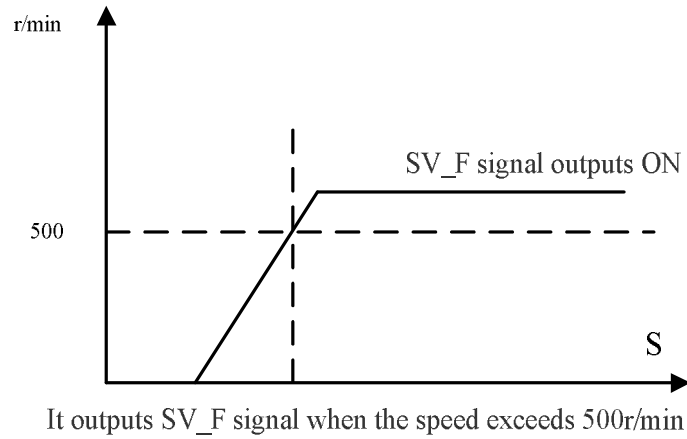 r/min
SV_F signal outputs ON
500
S
It outputs SV_F signal when the speed exceeds 500r/min